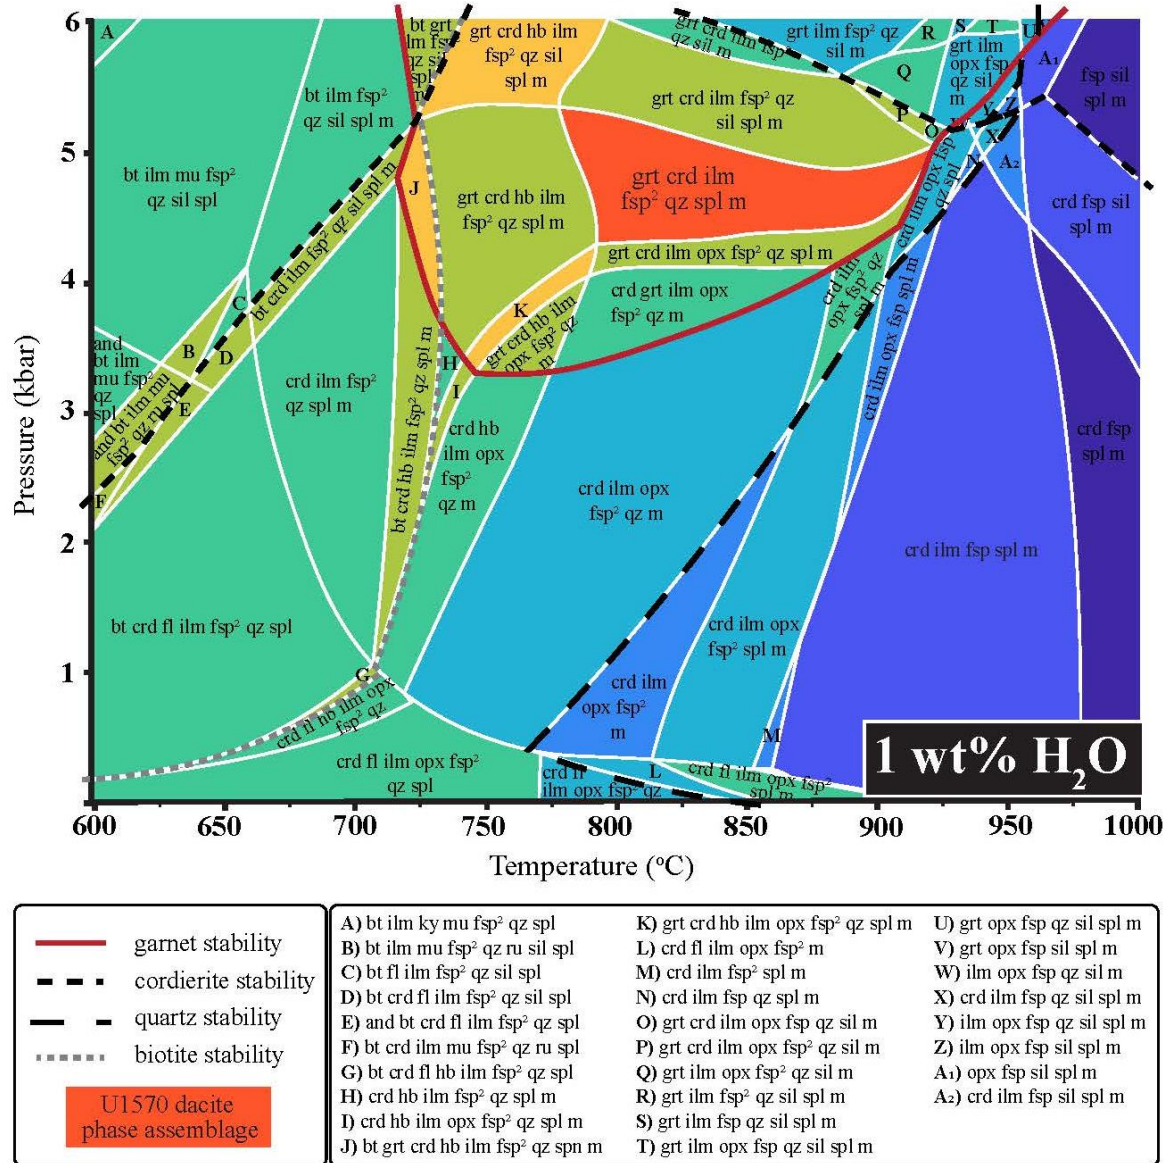 6
5
4
3
2
1
Pressure (kbar)
600
650
700
750
800
850
900
950
1000
Temperature (°C)
A
bt ilm mu fsp²
qz sil spl
bt ilm fsp²
qz sil spl m
bt grt
qz sil
spl
m
grt crd hb ilm
fsp² qz sil
spl m
grt crd ilm fsp
qz sil m
grt ilm fsp² qz
sil m
R
S
T
U
Q
grt ilm
opx fsp
qz sil
m
A₁
fsp sil
spl m
grt crd ilm fsp² qz
sil spl m
P
O
W
V
Z
X
N
A₂
J
grt crd hb ilm
fsp² qz spl m
grt crd ilm
fsp² qz spl m
crd ilm opx fsp
qz spl m
crd fsp sil
spl m
bt crd ilm fsp² qz sil spl m
grt crd ilm opx fsp² qz spl m
C
B
D
E
F
and
bt ilm
mu fsp²
qz
spl
and bt ilm mu
fsp² qz ru spl
crd ilm fsp²
qz spl m
K
grt crd hb ilm
opx fsp² qz
m
crd grt ilm opx
fsp² qz m
crd ilm
opx fsp² qz
spl m
H
I
bt crd hb ilm fsp² qz spl m
crd hb
ilm opx
fsp²
qz m
crd ilm opx
fsp² qz m
crd ilm opx fsp spl m
crd fsp
spl m
crd ilm fsp spl m
bt crd fl ilm fsp² qz spl
G
crd fl hb ilm opx
fsp² qz
crd fl ilm opx fsp²
qz spl
crd ilm
opx fsp²
m
crd ilm opx
fsp² spl m
M
L
crd fl
ilm opx fsp² qz
crd fl ilm opx fsp²
spl m
1 wt% H₂O
garnet stability
cordierite stability
quartz stability
biotite stability
U1570 dacite
phase assemblage
A) bt ilm ky mu fsp² qz spl
B) bt ilm mu fsp² qz ru sil spl
C) bt fl ilm fsp² qz sil spl
D) bt crd fl ilm fsp² qz sil spl
E) and bt crd fl ilm fsp² qz spl
F) bt crd ilm mu fsp² qz ru spl
G) bt crd fl hb ilm fsp² qz spl
H) crd hb ilm fsp² qz spl m
I) crd hb ilm opx fsp² qz spl m
J) bt grt crd hb ilm fsp² qz spn m
K) grt crd hb ilm opx fsp² qz spl m
L) crd fl ilm opx fsp² m
M) crd ilm fsp² spl m
N) crd ilm fsp qz spl m
O) grt crd ilm opx fsp qz sil m
P) grt crd ilm opx fsp² qz sil m
Q) grt ilm opx fsp² qz sil m
R) grt ilm fsp² qz sil spl m
S) grt ilm fsp qz sil spl m
T) grt ilm opx fsp qz sil spl m
U) grt opx fsp qz sil spl m
V) grt opx fsp sil spl m
W) ilm opx fsp qz sil m
X) crd ilm fsp qz sil spl m
Y) ilm opx fsp qz sil spl m
Z) ilm opx fsp sil spl m
A₁) opx fsp sil spl m
A₂) crd ilm fsp sil spl m